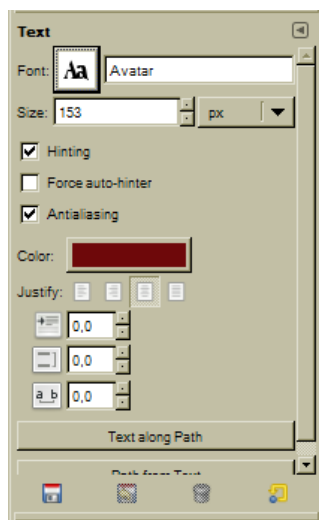 Text
Font: Aa Avatar
Size: 153 px
Hinting
Force auto-hinter
Antialiasing
Color:
Justify:
0,0
0,0
a b 0,0
Text along Path
Path from Text